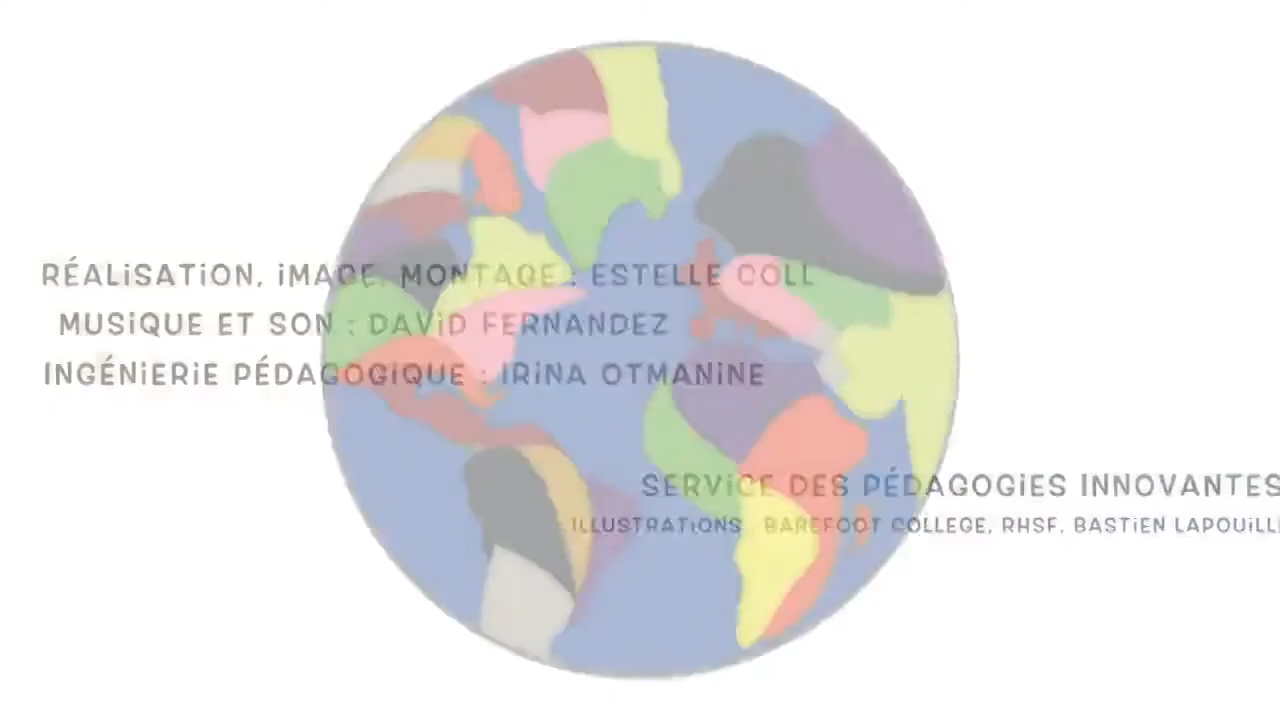 RÉALiSATiON, iMAGE, MONTAGE : ESTELLE COLL
MUSiQUE ET SON : DAViD FERNANDEZ
iNGÉNiERiE PÉDAGOGiQUE : iRiNA OTMANiNE
SERViCE DES PÉDAGOGiES INNOVANTES
iLLUSTRATiONS : BAREFOOT COLLEGE, RHSF, BASTiEN LAPOUiLL